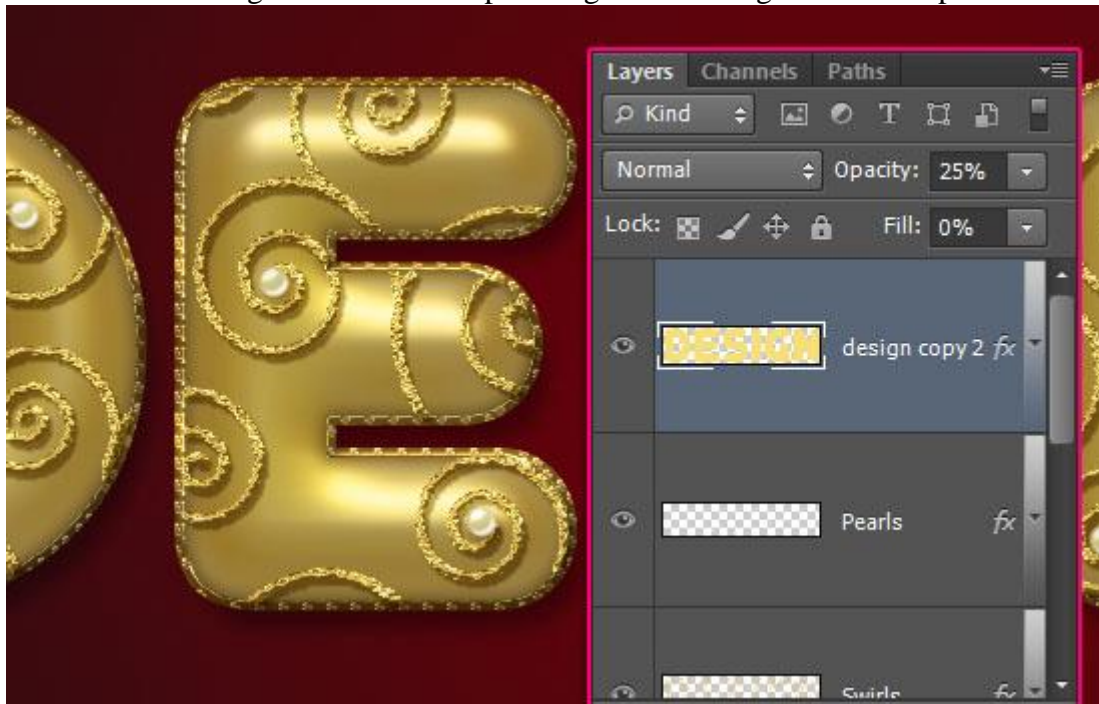 Layers Channels Paths
Kind T
Normal Opacity: 25%
Lock: Fill: 0%
DESIGN design copy 2 fx
Pearls fx
Swirls fx
E